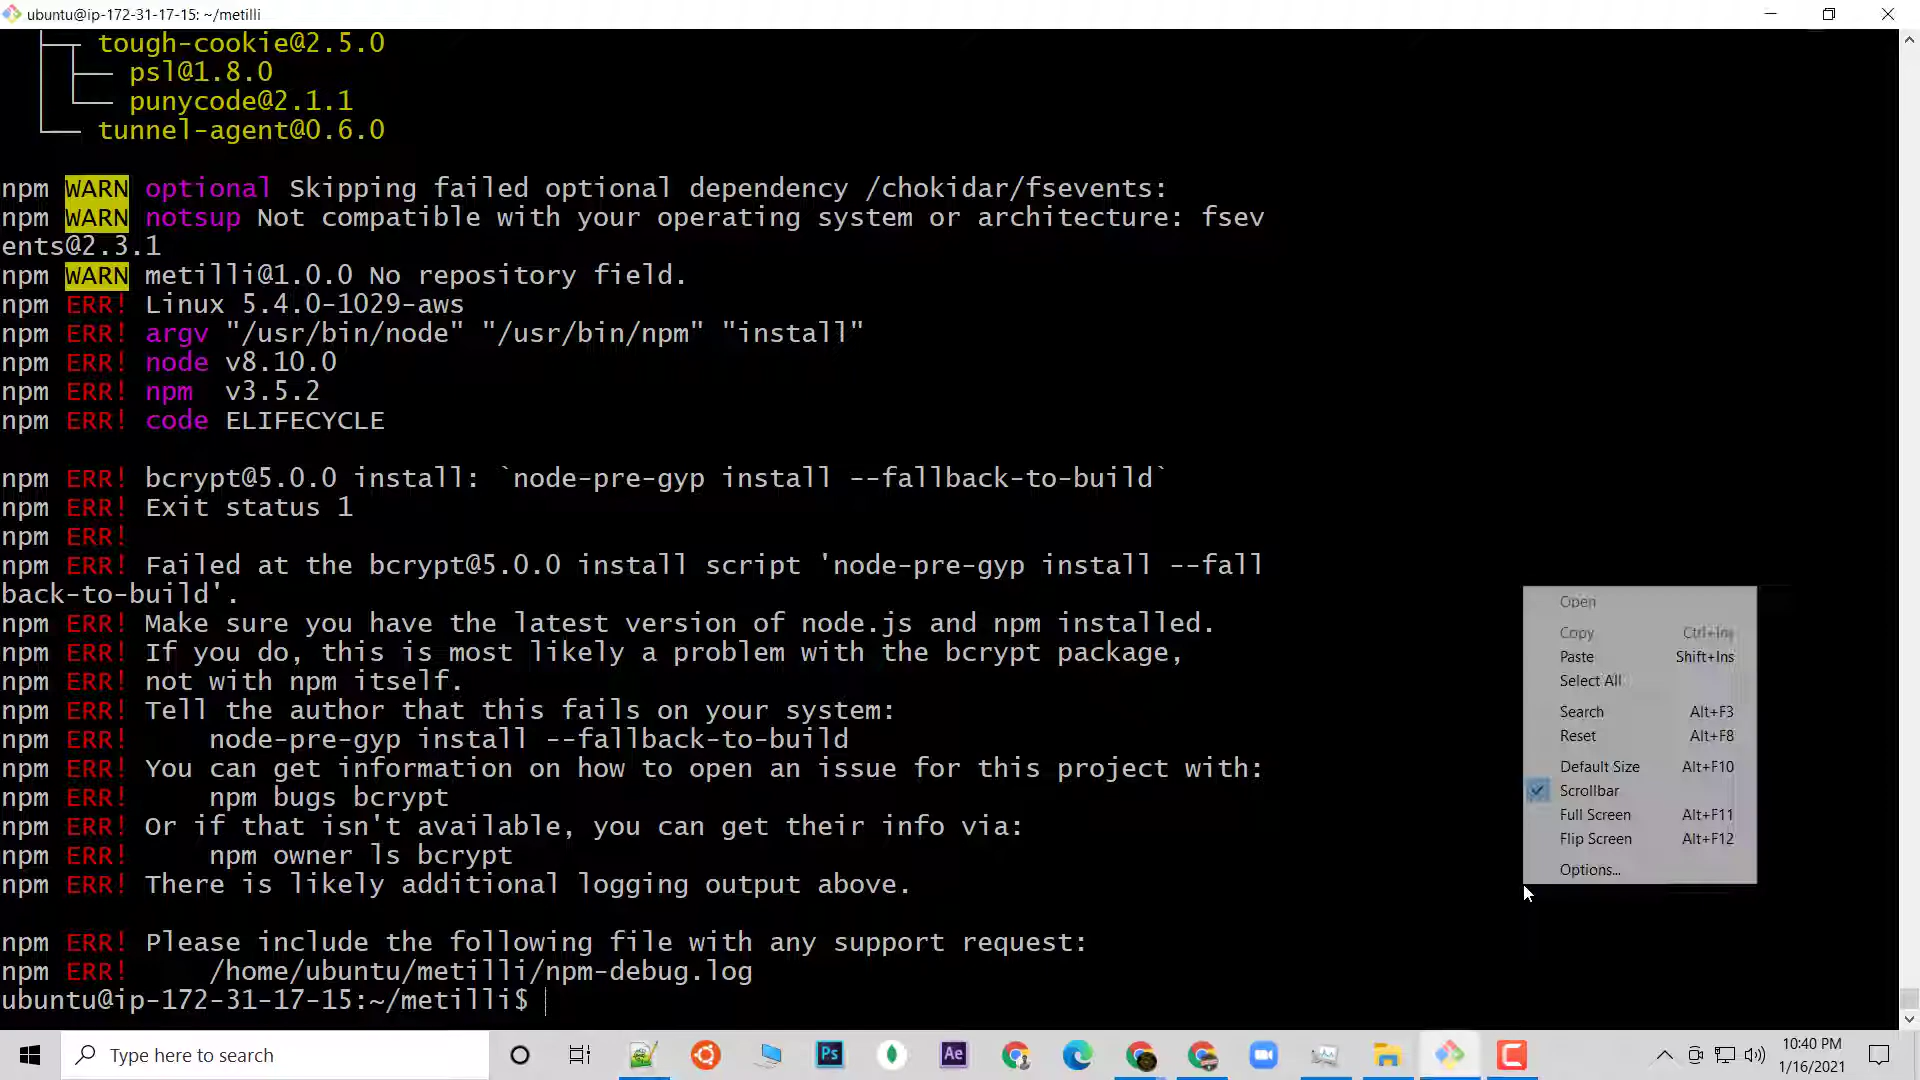 ubuntu@ip-172-31-17-15: ~/metilli
tough-cookie@2.5.0
psl@1.8.0
punycode@2.1.1
tunnel-agent@0.6.0
npm WARN optional Skipping failed optional dependency /chokidar/fsevents:
npm WARN notsup Not compatible with your operating system or architecture: fsev
ents@2.3.1
npm WARN metilli@1.0.0 No repository field.
npm ERR! Linux 5.4.0-1029-aws
npm ERR! argv "/usr/bin/node" "/usr/bin/npm" "install"
npm ERR! node v8.10.0
npm ERR! npm  v3.5.2
npm ERR! code ELIFECYCLE
npm ERR! bcrypt@5.0.0 install: `node-pre-gyp install --fallback-to-build`
npm ERR! Exit status 1
npm ERR!
npm ERR! Failed at the bcrypt@5.0.0 install script 'node-pre-gyp install --fall
back-to-build'.
npm ERR! Make sure you have the latest version of node.js and npm installed.
npm ERR! If you do, this is most likely a problem with the bcrypt package,
npm ERR! not with npm itself.
npm ERR! Tell the author that this fails on your system:
npm ERR!     node-pre-gyp install --fallback-to-build
npm ERR! You can get information on how to open an issue for this project with:
npm ERR!     npm bugs bcrypt
npm ERR! Or if that isn't available, you can get their info via:
npm ERR!     npm owner ls bcrypt
npm ERR! There is likely additional logging output above.
npm ERR! Please include the following file with any support request:
npm ERR!     /home/ubuntu/metilli/npm-debug.log
ubuntu@ip-172-31-17-15:~/metilli$
Open
Copy Ctrl+Ins
Paste Shift+Ins
Select All
Search Alt+F3
Reset Alt+F8
Default Size Alt+F10
Scrollbar
Full Screen Alt+F11
Flip Screen Alt+F12
Options...
Type here to search
Ps
Ae
10:40 PM
1/16/2021